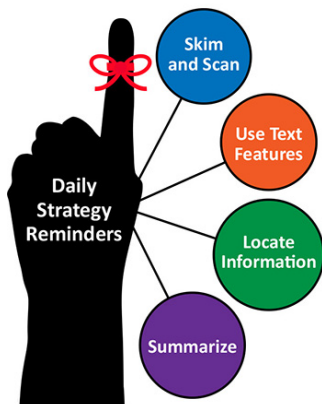 Daily
Strategy
Reminders
Skim
and Scan
Use Text
Features
Locate
Information
Summarize